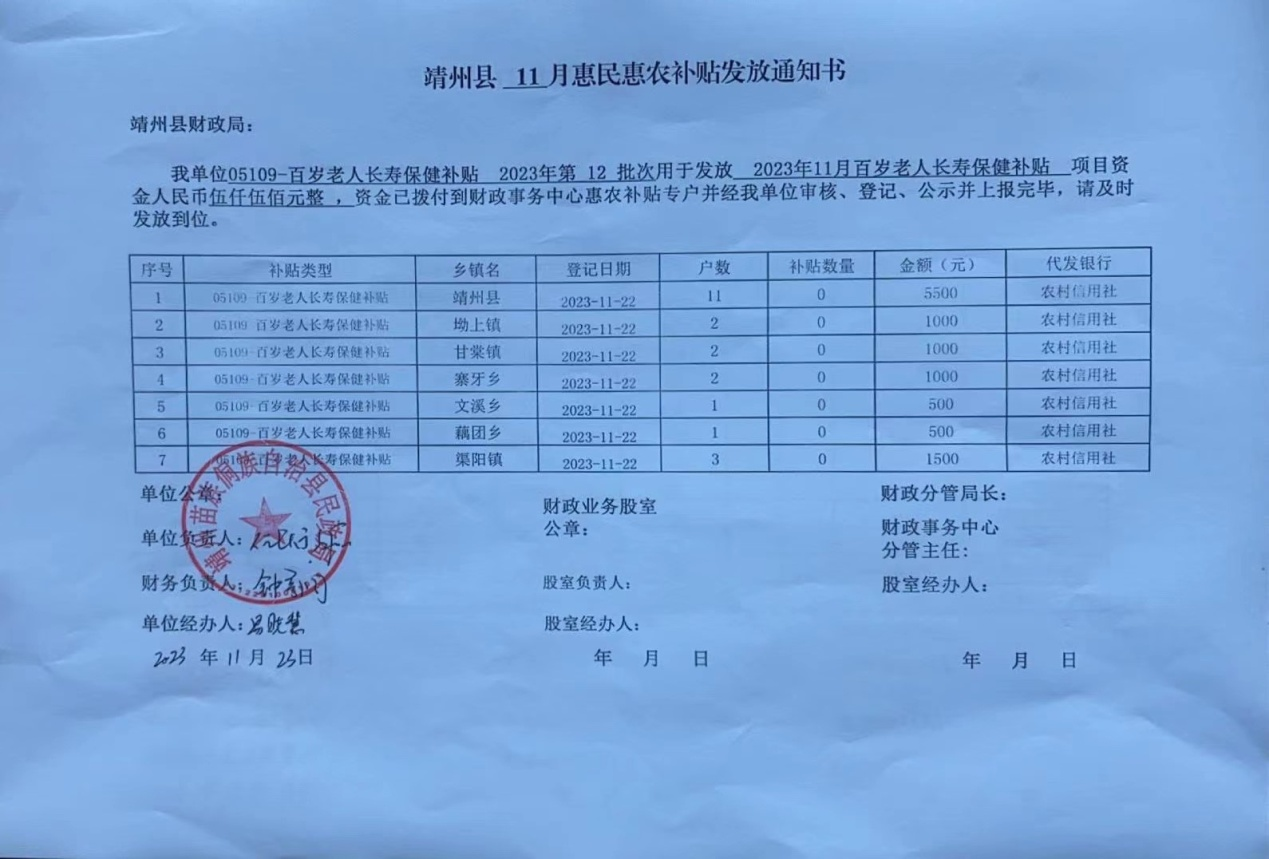 靖州县 11 月惠民惠农补贴发放通知书
靖州县财政局：
我单位05109-百岁老人长寿保健补贴 2023年第 12 批次用于发放 2023年11月百岁老人长寿保健补贴 项目资
金人民币伍仟伍佰元整 ，资金已拨付到财政事务中心惠农补贴专户并经我单位审核、登记、公示并上报完毕，请及时
发放到位。
序号 补贴类型 乡镇名 登记日期 户数 补贴数量 金额（元） 代发银行
1 05109-百岁老人长寿保健补贴 靖州县 2023-11-22 11 0 5500 农村信用社
2 05109-百岁老人长寿保健补贴 坳上镇 2023-11-22 2 0 1000 农村信用社
3 05109-百岁老人长寿保健补贴 甘棠镇 2023-11-22 2 0 1000 农村信用社
4 05109-百岁老人长寿保健补贴 寨牙乡 2023-11-22 2 0 1000 农村信用社
5 05109-百岁老人长寿保健补贴 文溪乡 2023-11-22 1 0 500 农村信用社
6 05109-百岁老人长寿保健补贴 藕团乡 2023-11-22 1 0 500 农村信用社
7 05109-百岁老人长寿保健补贴 渠阳镇 2023-11-22 3 0 1500 农村信用社
单位公章： 财政业务股室 财政分管局长：
公章：
靖州苗族侗族自治县民族局
单位负责人： 财政事务中心
分管主任：
财务负责人： 股室负责人： 股室经办人：
单位经办人： 股室经办人：
2023 年 11 月 23日 年 月 日 年 月 日